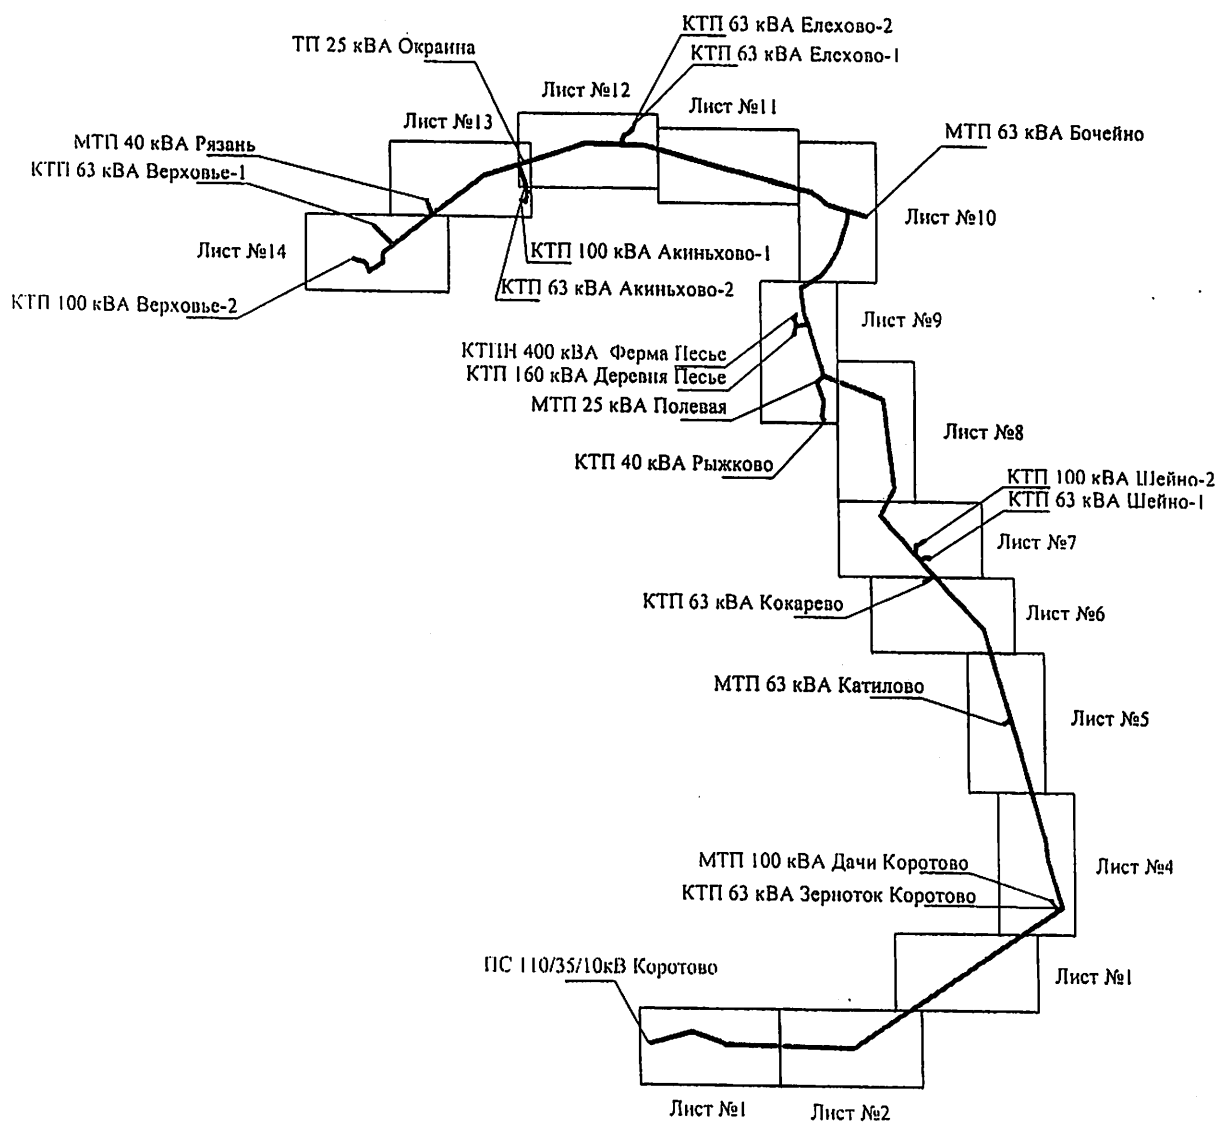 КТП 63 кВА Елехово-2
ТП 25 кВА Окраина
КТП 63 кВА Елехово-1
Лист №12
Лист №11
Лист №13
МТП 63 кВА Бочейно
МТП 40 кВА Рязань
КТП 63 кВА Верховье-1
Лист №10
Лист №14
КТП 100 кВА Акиньхово-1
КТП 63 кВА Акиньхово-2
КТП 100 кВА Верховье-2
Лист №9
КТПН 400 кВА Ферма Песье
КТП 160 кВА Деревня Песье
МТП 25 кВА Полевая
Лист №8
КТП 40 кВА Рыжково
КТП 100 кВА Шейно-2
КТП 63 кВА Шейно-1
Лист №7
КТП 63 кВА Кокарево
Лист №6
МТП 63 кВА Катилово
Лист №5
МТП 100 кВА Дачи Коротово
Лист №4
КТП 63 кВА Зерноток Коротово
ПС 110/35/10кВ Коротово
Лист №1
Лист №1
Лист №2